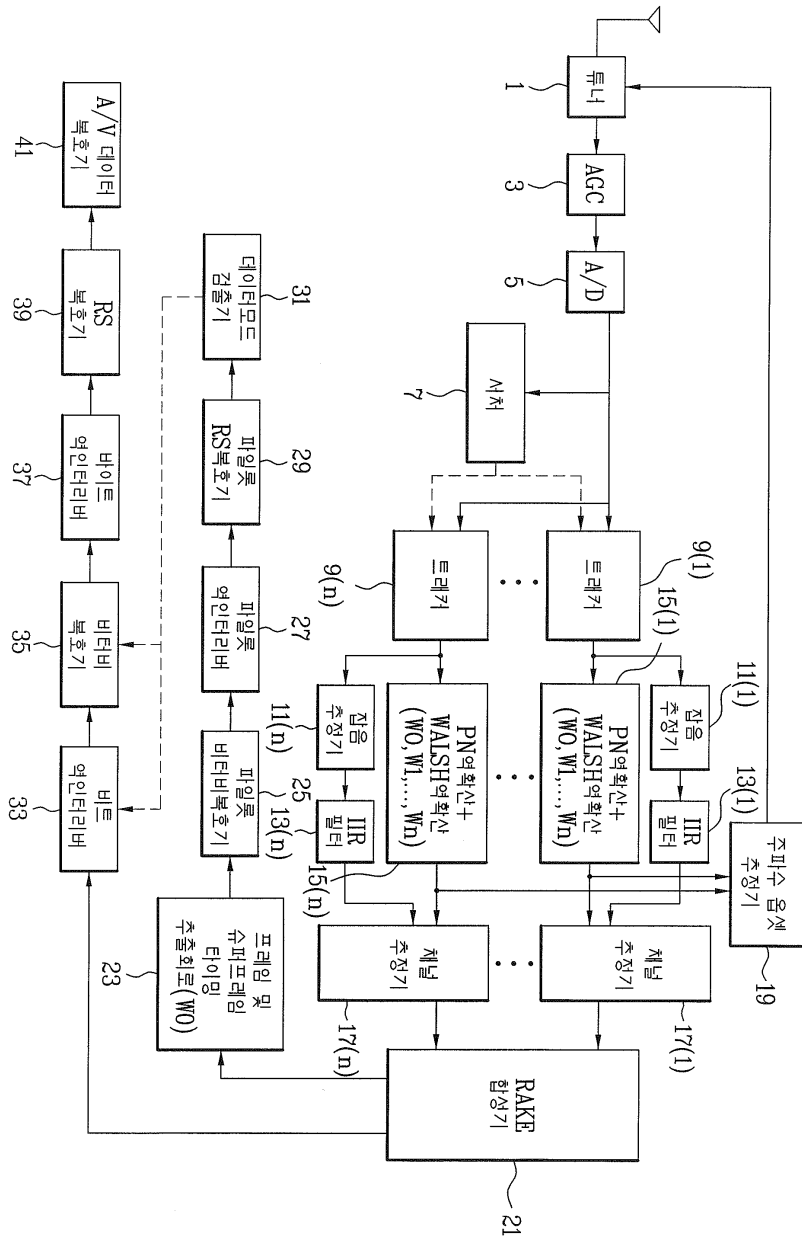 튜너
1
AGC
3
A/D
5
서처
7
트래커
9(1)
트래커
9(n)
잡음
추정기
11(1)
IIR
필터
13(1)
PN역확산+
WALSH역확산
(W0,W1,...,Wn)
15(1)
PN역확산+
WALSH역확산
(W0,W1,...,Wn)
15(n)
잡음
추정기
11(n)
IIR
필터
13(n)
주파수 옵셋
추정기
19
채널
추정기
17(1)
채널
추정기
17(n)
RAKE
합성기
21
프레임 및
슈퍼프레임
타이밍
추출회로(W0)
23
파일롯
비터비복호기
25
파일롯
역인터리버
27
파일롯
RS복호기
29
데이터모드
검출기
31
비트
역인터리버
33
비터비
복호기
35
바이트
역인터리버
37
RS
복호기
39
A/V 데이터
복호기
41